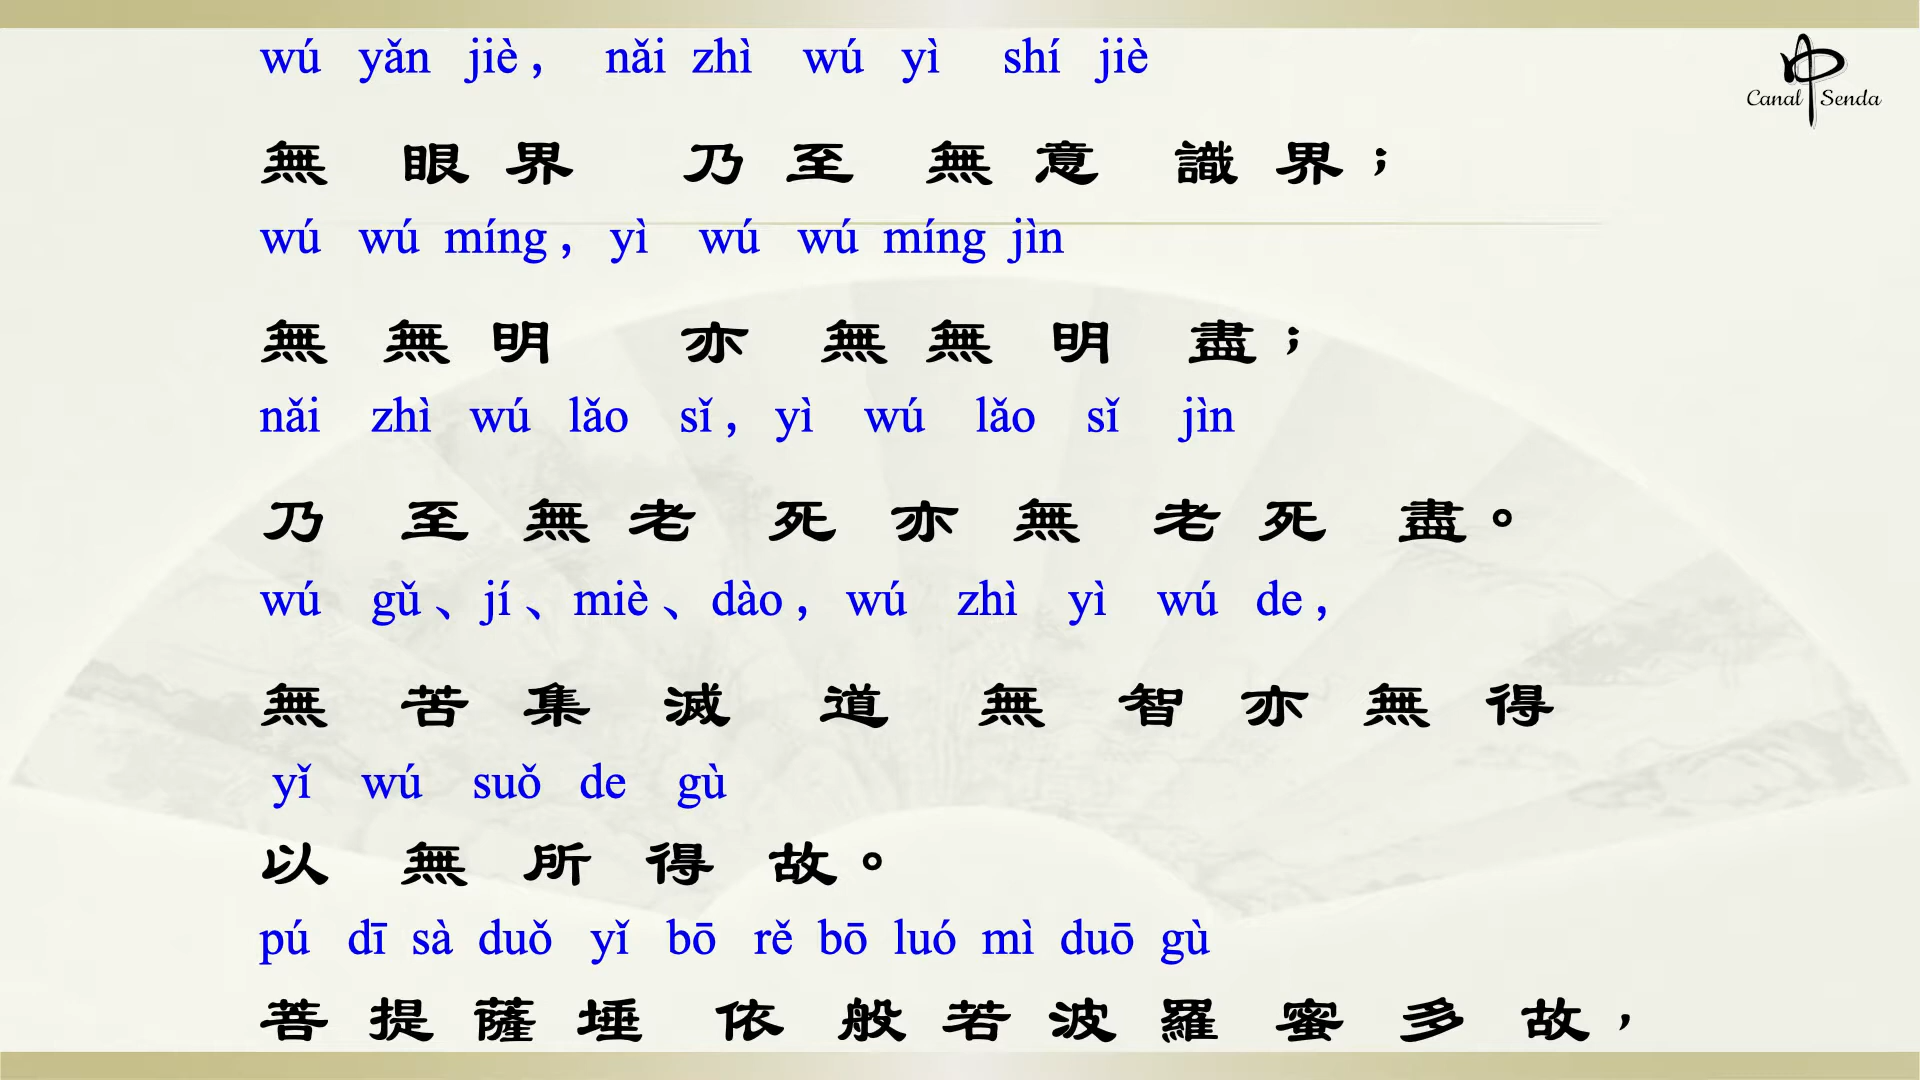 wú yǎn jiè， nǎi zhì wú yì shí jiè
Canal Senda
無 眼 界 乃 至 無 意 識 界；
wú wú míng，yì wú wú míng jìn
無 無 明 亦 無 無 明 盡；
nǎi zhì wú lǎo sǐ，yì wú lǎo sǐ jìn
乃 至 無 老 死 亦 無 老 死 盡。
wú gǔ、jí、miè、dào，wú zhì yì wú de，
無 苦 集 滅 道 無 智 亦 無 得
yǐ wú suǒ de gù
以 無 所 得 故。
pú dī sà duǒ yǐ bō rě bō luó mì duō gù
菩 提 薩 埵 依 般 若 波 羅 蜜 多 故，